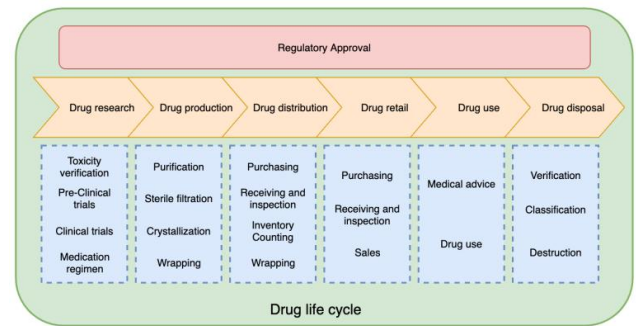 Regulatory Approval
Drug research
Drug production
Drug distribution
Drug retail
Drug use
Drug disposal
Toxicity
verification
Pre-Clinical
trials
Clinical trials
Medication
regimen
Purification
Sterile filtration
Crystallization
Wrapping
Purchasing
Receiving and
inspection
Inventory
Counting
Wrapping
Purchasing
Receiving and
inspection
Sales
Medical advice
Drug use
Verification
Classification
Destruction
Drug life cycle